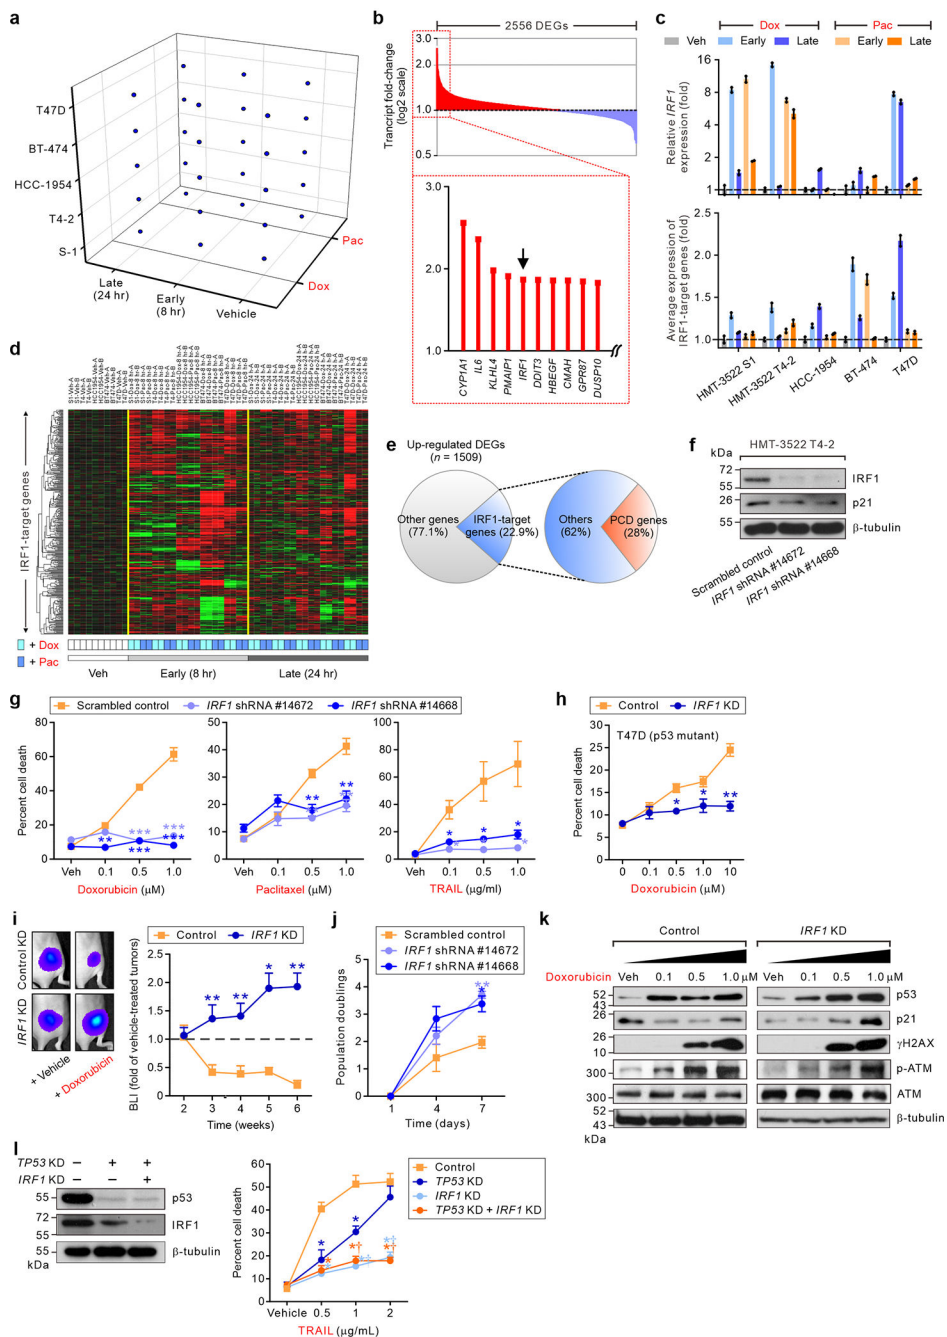 a
T47D
BT-474
HCC-1954
T4-2
S-1
Late
(24 hr)
Early
(8 hr)
Vehicle
Pac
Dox
b
2556 DEGs
Trancript fold-change
(log2 scale)
3.0
2.0
1.0
0.5
3.0
2.0
1.0
CYP1A1
IL6
KLHL4
PMAIP1
IRF1
DDIT3
HBEGF
CMAH
GPR87
DUSP10
c
Dox
Pac
Veh
Early
Late
Early
Late
Relative IRF1
expression (fold)
16
8
2
1
Average expression of
IRF1-target genes (fold)
2.5
2.0
1.5
1.0
HMT-3522 S1
HMT-3522 T4-2
HCC-1954
BT-474
T47D
d
IRF1-target genes
+ Dox
+ Pac
Veh
Early (8 hr)
Late (24 hr)
e
Up-regulated DEGs
(n = 1509)
Other genes
(77.1%)
IRF1-target
genes (22.9%)
Others
(62%)
PCD genes
(28%)
f
HMT-3522 T4-2
kDa
72
55
IRF1
26
p21
55
β-tubulin
Scrambled control
IRF1 shRNA #14672
IRF1 shRNA #14668
g
Scrambled control
IRF1 shRNA #14672
IRF1 shRNA #14668
Percent cell death
80
60
40
20
0
** *** ***
*** ***
Veh 0.1 0.5 1.0
Doxorubicin (µM)
50
40
30
20
10
0
** **
Veh 0.1 0.5 1.0
Paclitaxel (µM)
100
80
60
40
20
0
* * *
Veh 0.1 0.5 1.0
TRAIL (µg/ml)
h
Control
IRF1 KD
T47D (p53 mutant)
Percent cell death
30
25
20
15
10
5
0
* * **
0 0.1 0.5 1.0 10
Doxorubicin (µM)
i
Control KD
IRF1 KD
+ Vehicle
+ Doxorubicin
Control
IRF1 KD
BLI (fold of vehicle-treated tumors)
2.5
2.0
1.5
1.0
0.5
0
** ** * **
2 3 4 5 6
Time (weeks)
j
Scrambled control
IRF1 shRNA #14672
IRF1 shRNA #14668
Population doublings
5
4
3
2
1
0
**
*
1 4 7
Time (days)
k
Control
IRF1 KD
Doxorubicin Veh 0.1 0.5 1.0 Veh 0.1 0.5 1.0 µM
52
43
p53
26
p21
26
10
γH2AX
300
p-ATM
300
ATM
52
43
β-tubulin
kDa
l
TP53 KD – + +
IRF1 KD – – +
55
p53
72
IRF1
55
β-tubulin
kDa
Control
TP53 KD
IRF1 KD
TP53 KD + IRF1 KD
Percent cell death
60
50
40
30
20
10
0
* * *†
*†
*†
Vehicle 0.5 1 2
TRAIL (µg/mL)